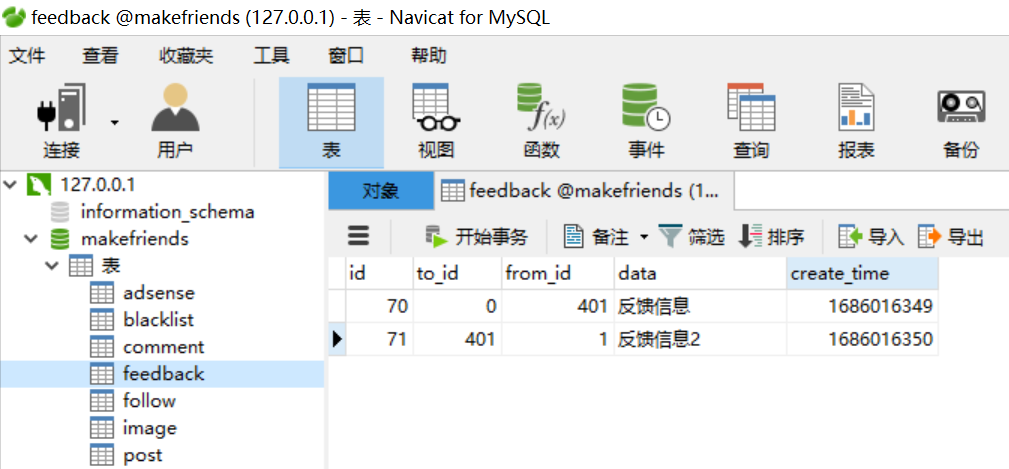 feedback @makefriends (127.0.0.1) - 表 - Navicat for MySQL
文件 查看 收藏夹 工具 窗口 帮助
连接 用户 表 视图 函数 事件 查询 报表 备份
127.0.0.1
information_schema
makefriends
表
adsense
blacklist
comment
feedback
follow
image
post
对象 feedback @makefriends (1...
开始事务 备注 筛选 排序 导入 导出
id to_id from_id data create_time
70 0 401 反馈信息 1686016349
71 401 1 反馈信息2 1686016350